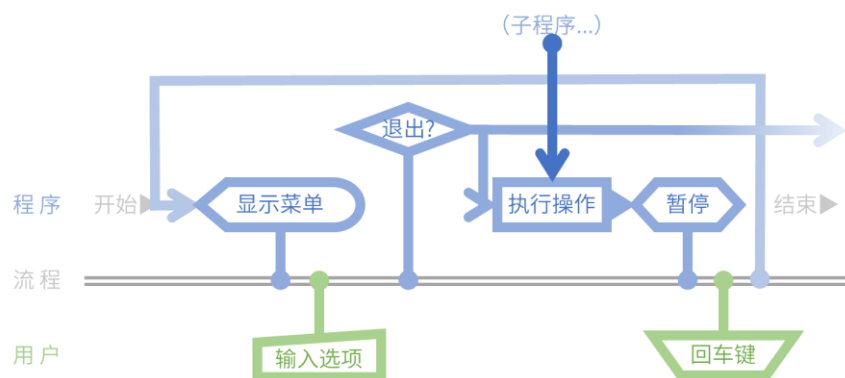 （子程序...）
退出?
程序 开始 显示菜单 执行操作 暂停 结束
流程
用户 输入选项 回车键